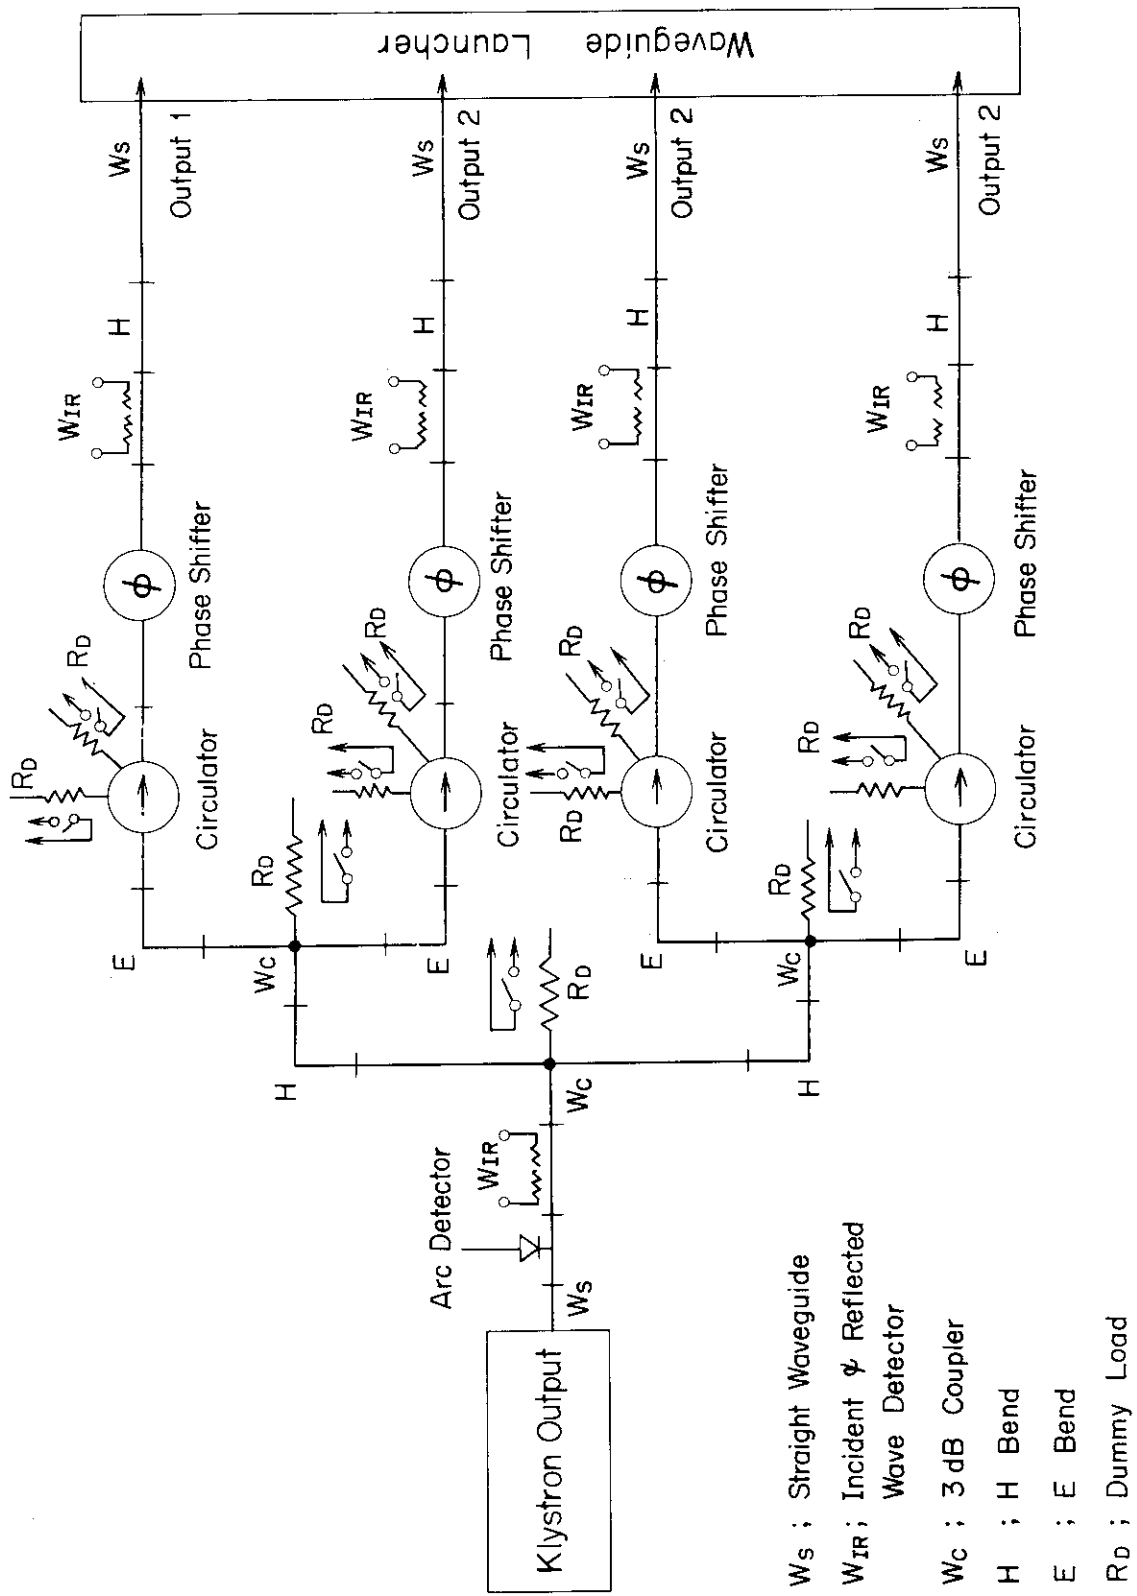 Klystron Output
Ws
Arc Detector
WIR
Wc
RD
H
H
Wc
RD
Wc
RD
E
E
E
E
RD
RD
Circulator
Phase Shifter
WIR
H
Ws
Output 1
RD
RD
Circulator
Phase Shifter
WIR
H
Ws
Output 2
RD
RD
Circulator
Phase Shifter
WIR
H
Ws
Output 2
RD
RD
Circulator
Phase Shifter
WIR
H
Ws
Output 2
ϕ
ϕ
ϕ
ϕ
Waveguide
Launcher
Ws ; Straight Waveguide
WIR ; Incident & Reflected
Wave Detector
Wc ; 3 dB Coupler
H ; H Bend
E ; E Bend
RD ; Dummy Load